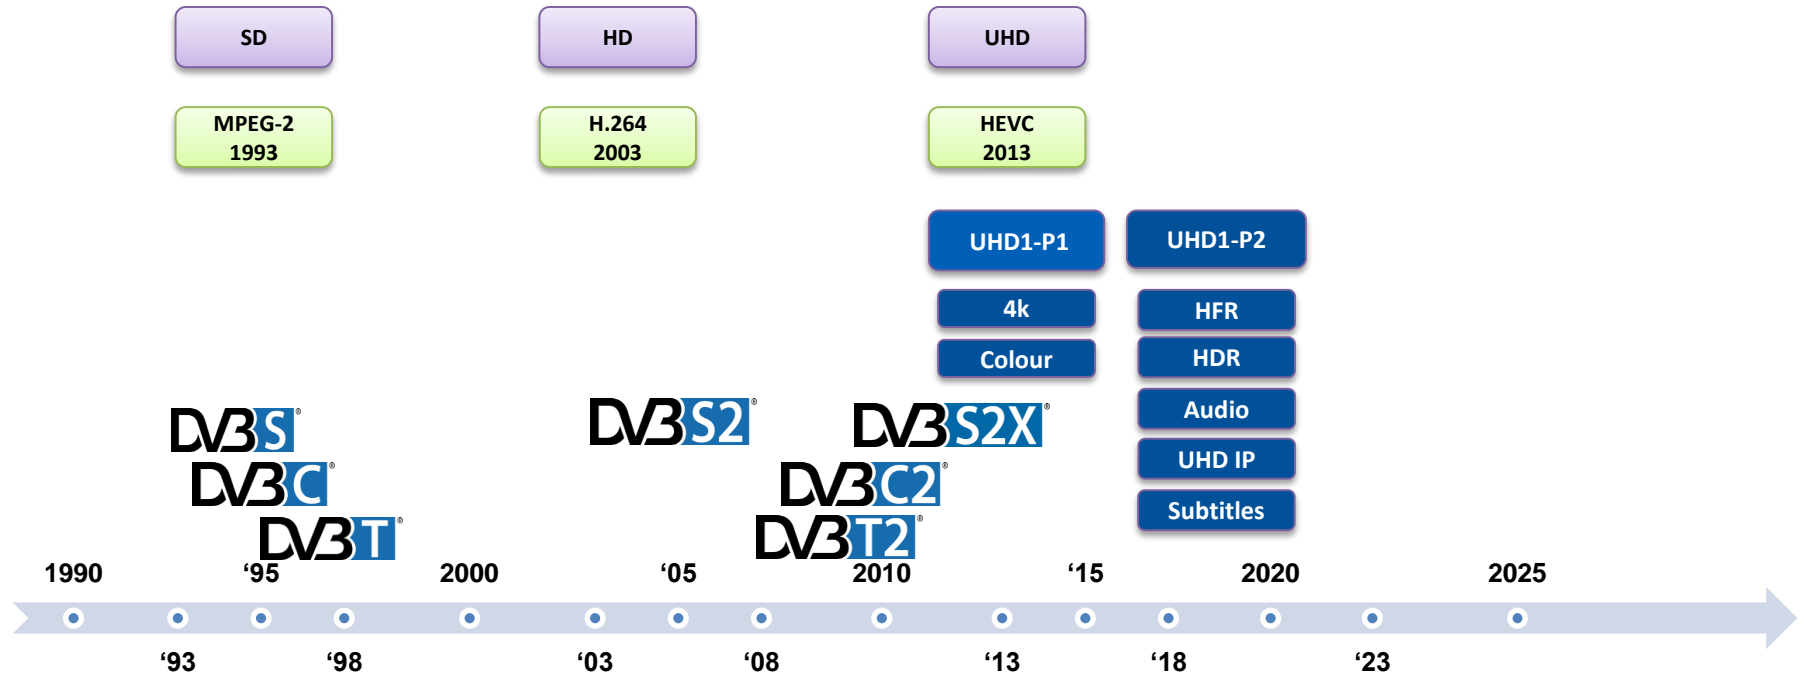 SD
HD
UHD
MPEG-2
1993
H.264
2003
HEVC
2013
UHD1-P1
UHD1-P2
4k
HFR
Colour
HDR
Audio
UHD IP
Subtitles
DVB S®
DVB S2®
DVB S2X®
DVB C®
DVB C2®
DVB T®
DVB T2®
1990
‘95
2000
‘05
2010
‘15
2020
2025
‘93
‘98
‘03
‘08
‘13
‘18
‘23